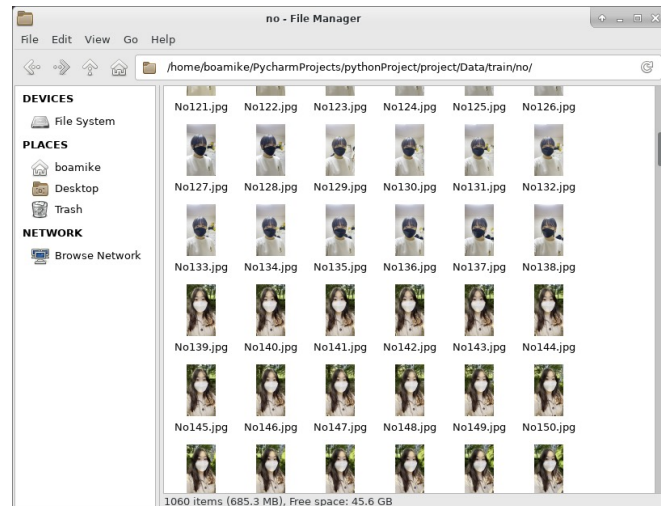 no - File Manager
File Edit View Go Help
/home/boamike/PycharmProjects/pythonProject/project/Data/train/no/
DEVICES
File System
PLACES
boamike
Desktop
Trash
NETWORK
Browse Network
No121.jpg No122.jpg No123.jpg No124.jpg No125.jpg No126.jpg
No127.jpg No128.jpg No129.jpg No130.jpg No131.jpg No132.jpg
No133.jpg No134.jpg No135.jpg No136.jpg No137.jpg No138.jpg
No139.jpg No140.jpg No141.jpg No142.jpg No143.jpg No144.jpg
No145.jpg No146.jpg No147.jpg No148.jpg No149.jpg No150.jpg
1060 items (685.3 MB), Free space: 45.6 GB